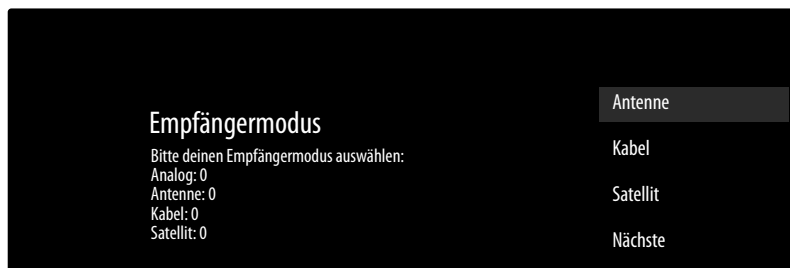 Empfängermodus
Bitte deinen Empfängermodus auswählen:
Analog: 0
Antenne: 0
Kabel: 0
Satellit: 0
Antenne
Kabel
Satellit
Nächste